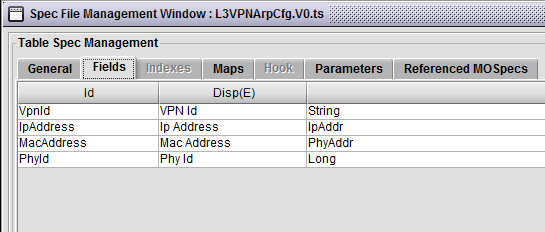 Spec File Management Window : L3VPNArpCfg.V0.ts
Table Spec Management
General Fields Indexes Maps Hook Parameters Referenced MOSpecs
Id Disp(E)
VpnId VPN Id String
IpAddress Ip Address IpAddr
MacAddress Mac Address PhyAddr
PhyId Phy Id Long